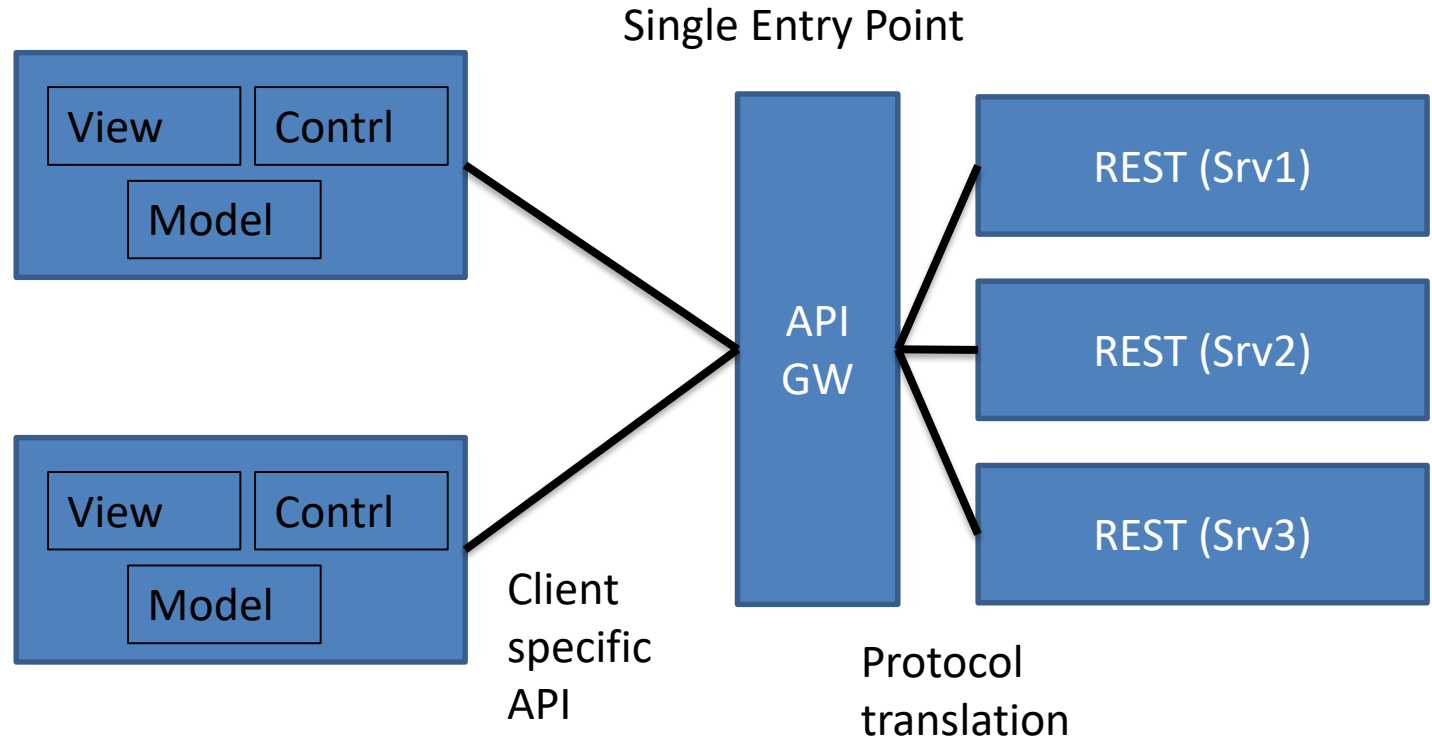 Single Entry Point
View
Contrl
Model
View
Contrl
Model
Client
specific
API
API
GW
Protocol
translation
REST (Srv1)
REST (Srv2)
REST (Srv3)